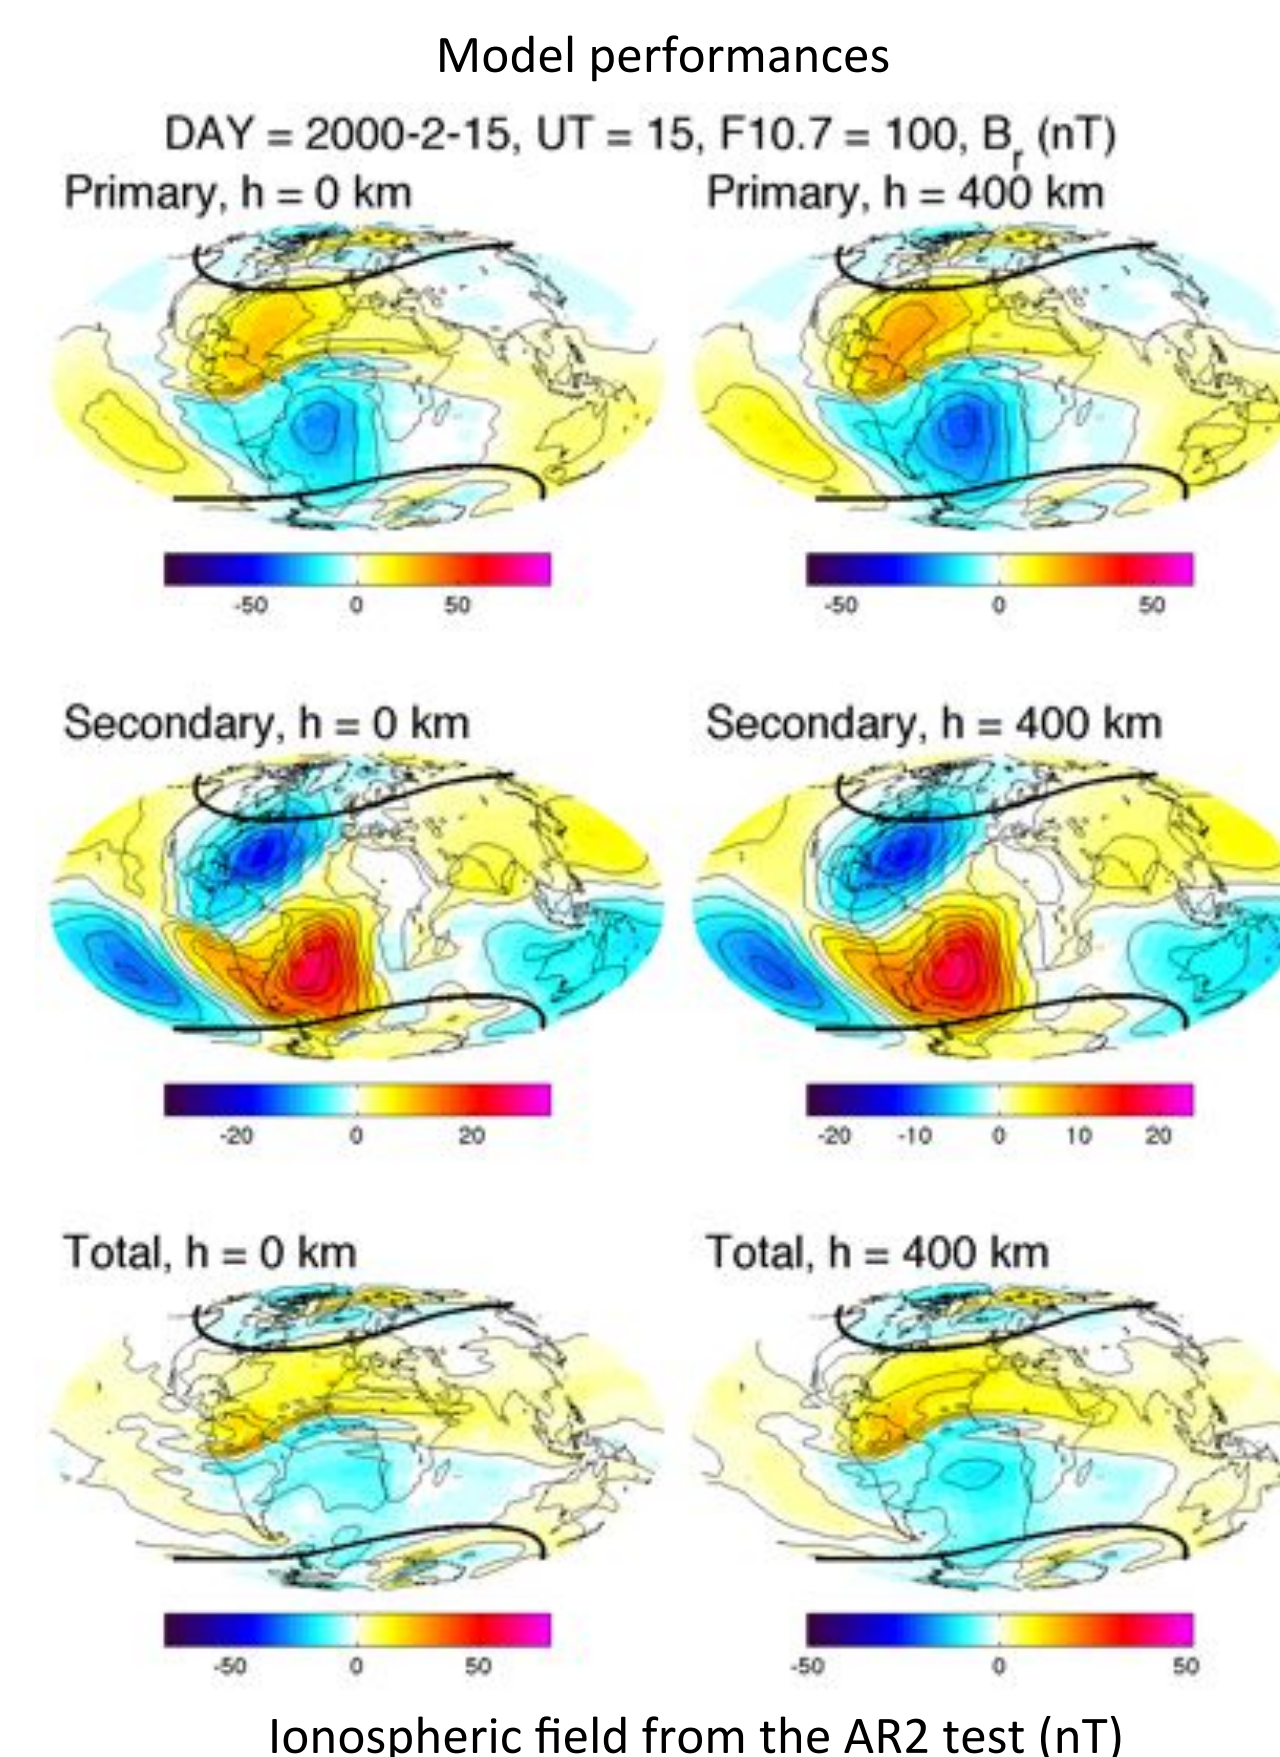 Model performances
DAY = 2000-2-15, UT = 15, F10.7 = 100, B_r (nT)
Primary, h = 0 km
Primary, h = 400 km
-50 0 50
-50 0 50
Secondary, h = 0 km
Secondary, h = 400 km
-20 0 20
-20 -10 0 10 20
Total, h = 0 km
Total, h = 400 km
-50 0 50
-50 0 50
Ionospheric field from the AR2 test (nT)